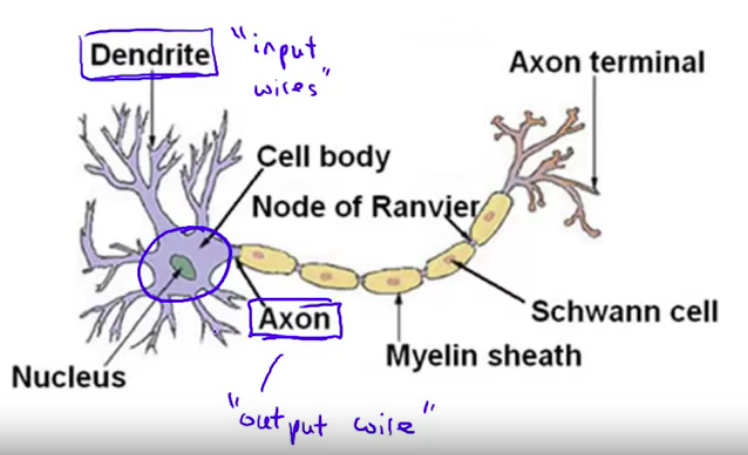 Dendrite
"input
wires"
Axon terminal
Cell body
Node of Ranvier
Axon
Schwann cell
Myelin sheath
Nucleus
"output wire"